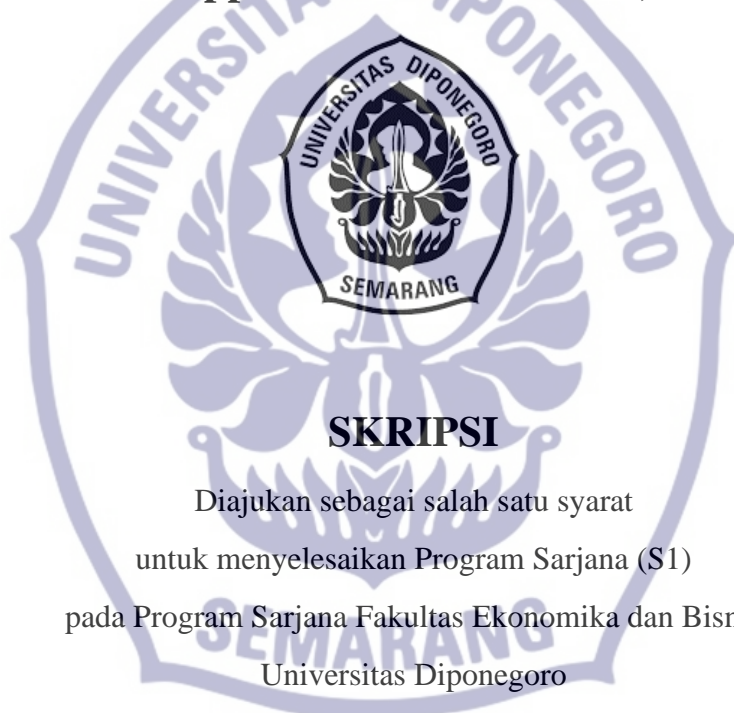 UNIVERSITAS DIPONEGORO
SEMARANG
SKRIPSI
Diajukan sebagai salah satu syarat
untuk menyelesaikan Program Sarjana (S1)
pada Program Sarjana Fakultas Ekonomika dan Bisn
Universitas Diponegoro
SEMARANG